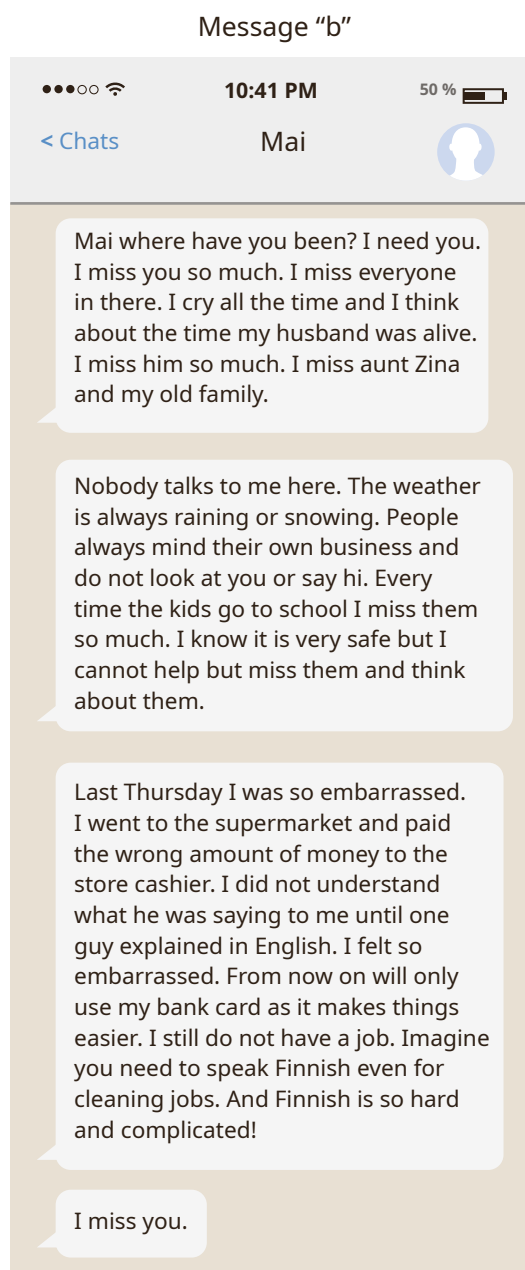 Message “b”
10:41 PM
50 %
< Chats
Mai
Mai where have you been? I need you.
I miss you so much. I miss everyone
in there. I cry all the time and I think
about the time my husband was alive.
I miss him so much. I miss aunt Zina
and my old family.
Nobody talks to me here. The weather
is always raining or snowing. People
always mind their own business and
do not look at you or say hi. Every
time the kids go to school I miss them
so much. I know it is very safe but I
cannot help but miss them and think
about them.
Last Thursday I was so embarrassed.
I went to the supermarket and paid
the wrong amount of money to the
store cashier. I did not understand
what he was saying to me until one
guy explained in English. I felt so
embarrassed. From now on will only
use my bank card as it makes things
easier. I still do not have a job. Imagine
you need to speak Finnish even for
cleaning jobs. And Finnish is so hard
and complicated!
I miss you.